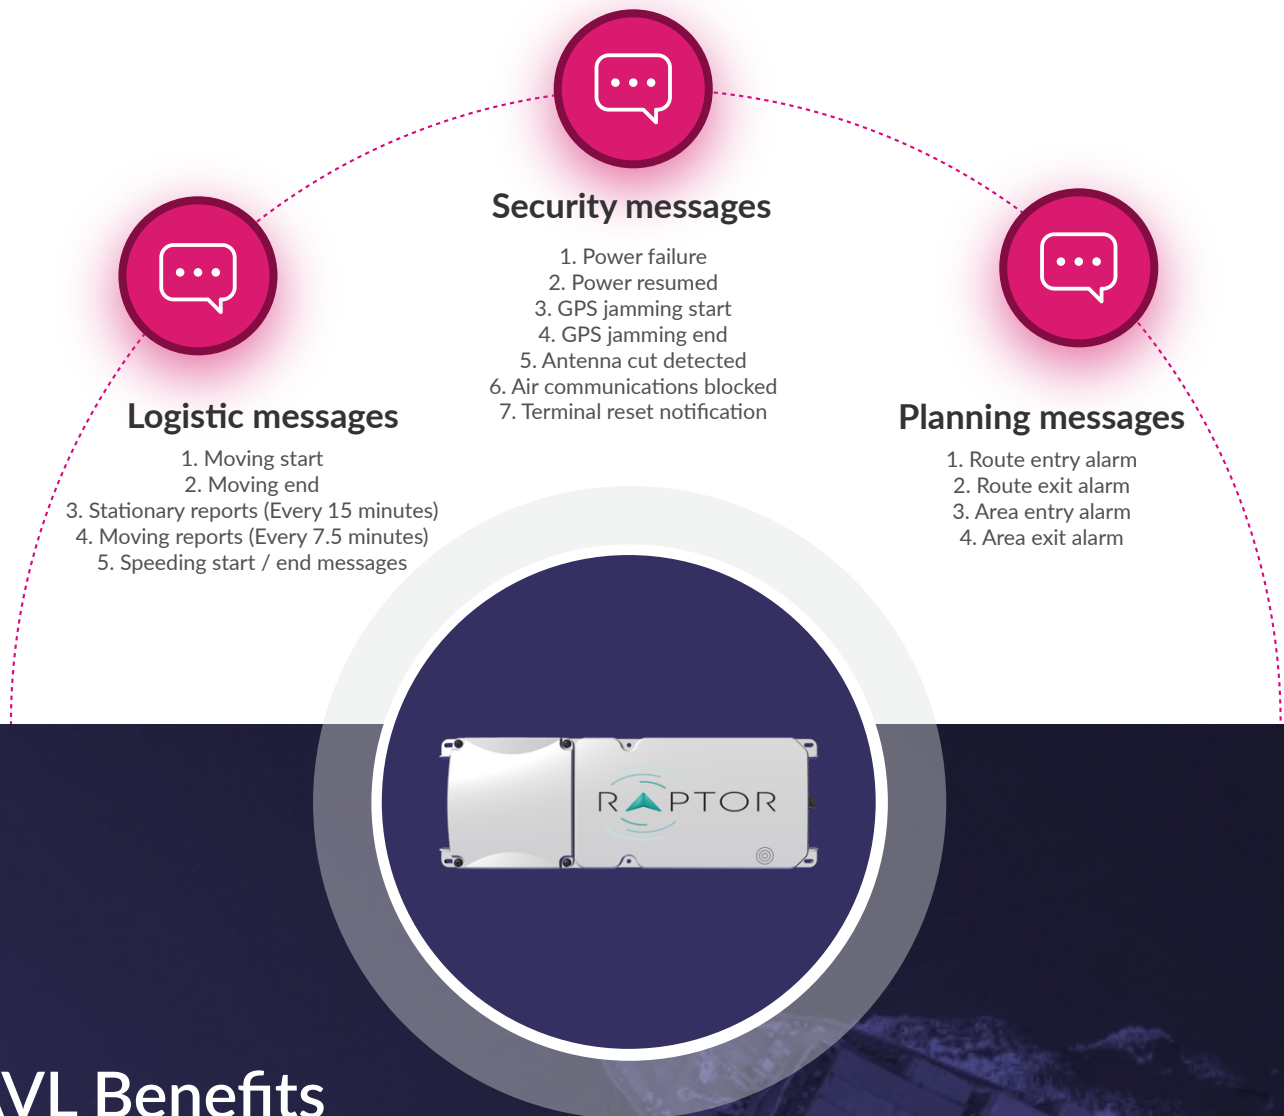 Security messages
1. Power failure
2. Power resumed
3. GPS jamming start
4. GPS jamming end
5. Antenna cut detected
6. Air communications blocked
7. Terminal reset notification
Logistic messages
1. Moving start
2. Moving end
3. Stationary reports (Every 15 minutes)
4. Moving reports (Every 7.5 minutes)
5. Speeding start / end messages
Planning messages
1. Route entry alarm
2. Route exit alarm
3. Area entry alarm
4. Area exit alarm
RAPTOR
AVL Benefits